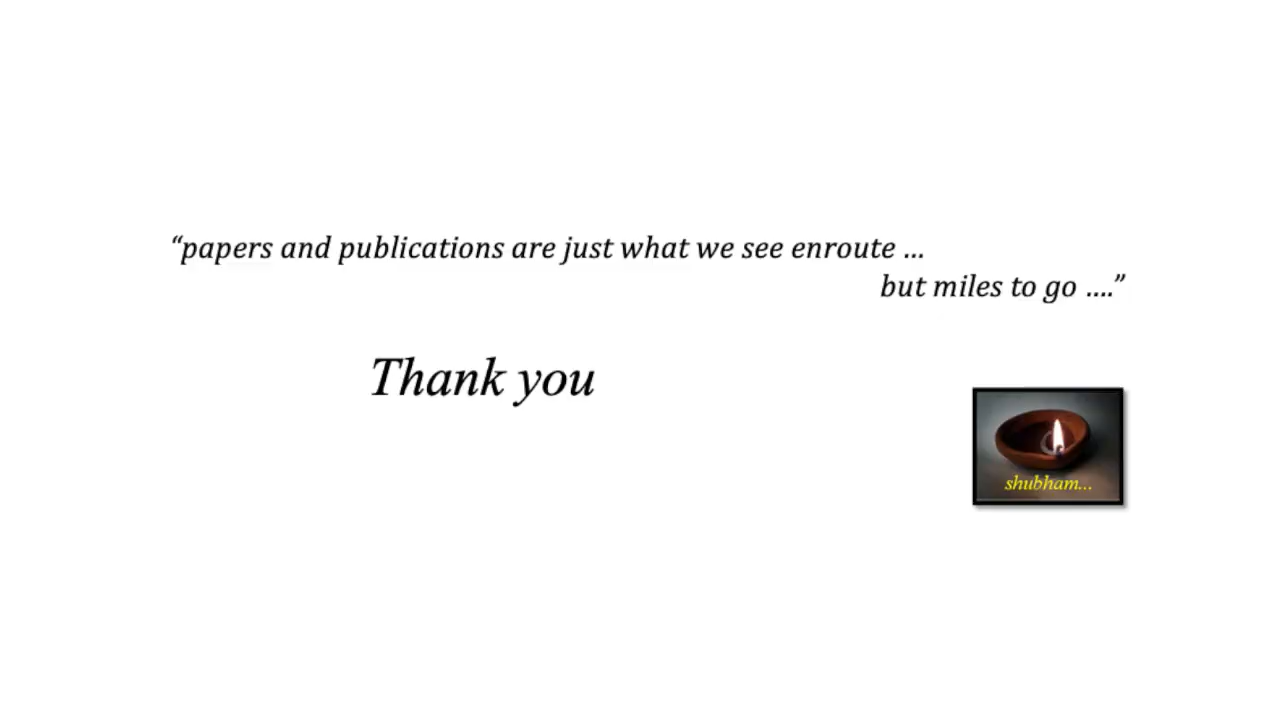 “papers and publications are just what we see enroute ...
but miles to go ....”
Thank you
shubham...